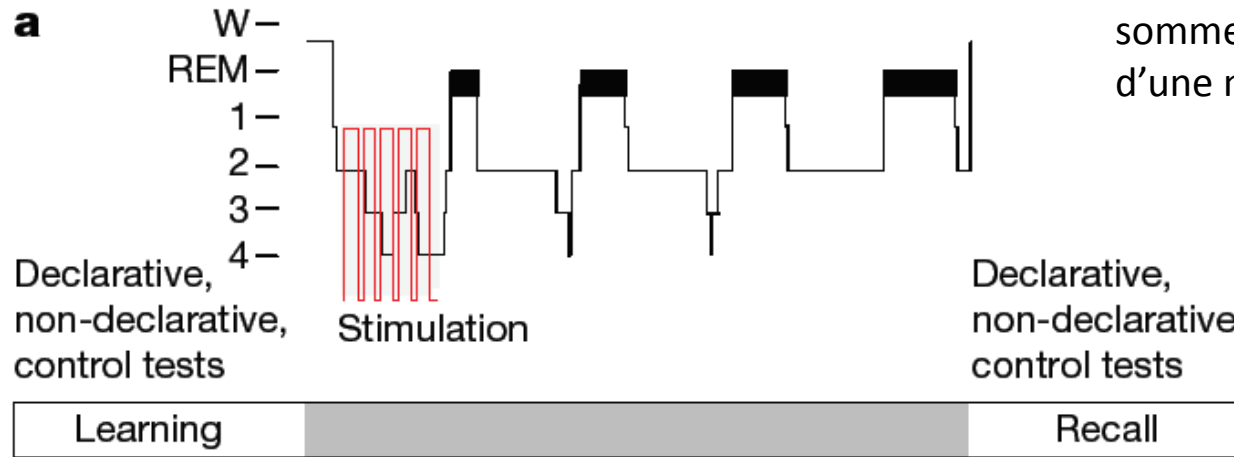 a
W
REM
1
2
3
4
Declarative,
non-declarative,
control tests
Stimulation
Declarative,
non-declarative
control tests
Learning
Recall
d'une